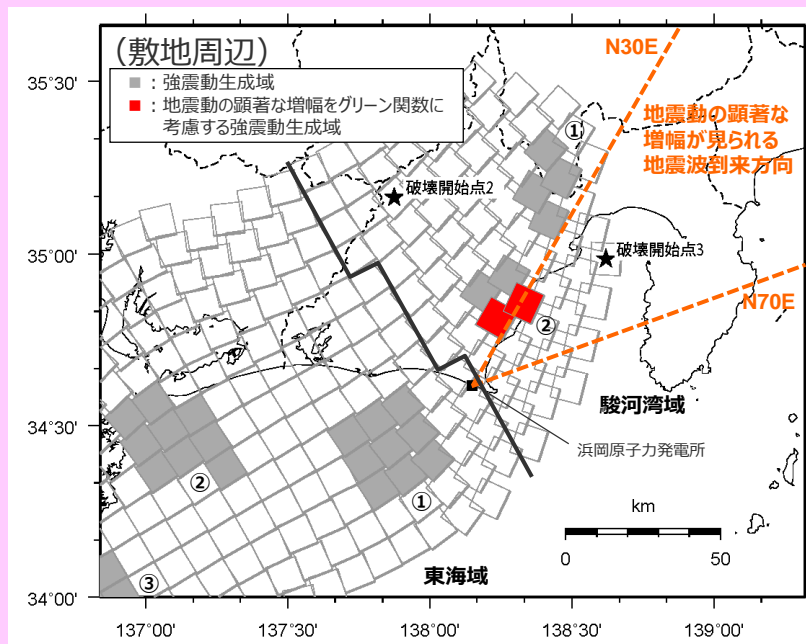 （敷地周辺）
■ ：強震動生成域
■ ：地震動の顕著な増幅をグリーン関数に
考慮する強震動生成域
N30E
地震動の顕著な
増幅が見られる
地震波到来方向
①
破壊開始点2
破壊開始点3
N70E
②
駿河湾域
浜岡原子力発電所
②
①
③
東海域
km
0 50
35°30'
35°00'
34°30'
34°00'
137°00' 137°30' 138°00' 138°30' 139°00'